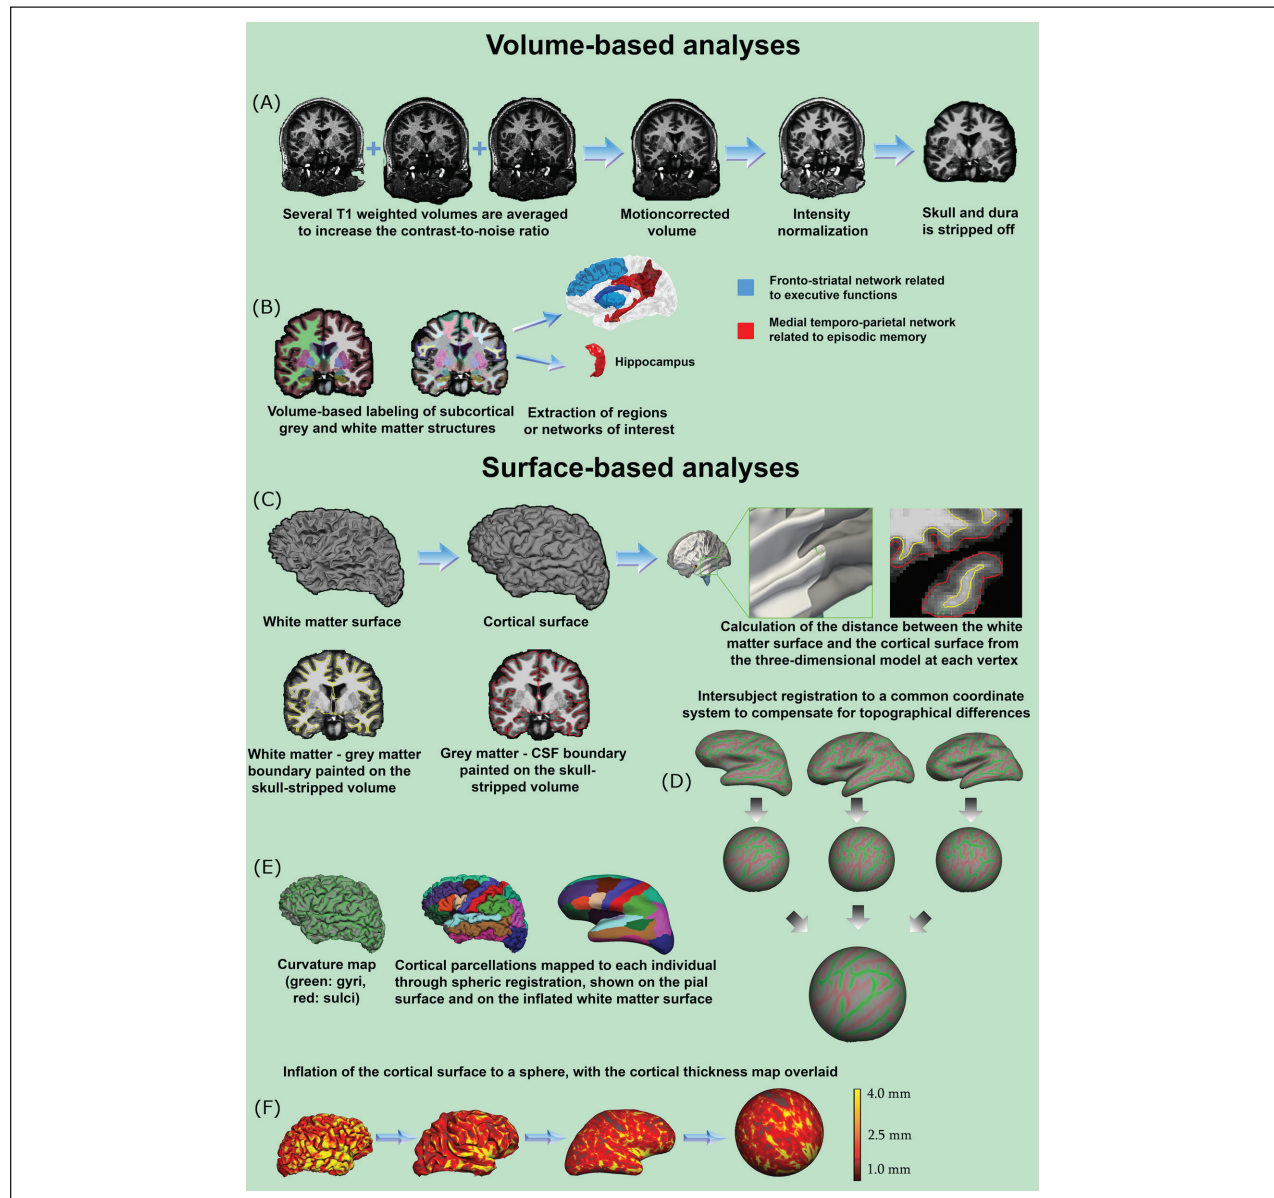 Volume-based analyses
(A)
+
+
Several T1 weighted volumes are averaged
to increase the contrast-to-noise ratio
Motioncorrected
volume
Intensity
normalization
Skull and dura
is stripped off
(B)
Fronto-striatal network related
to executive functions
Medial temporo-parietal network
related to episodic memory
Hippocampus
Volume-based labeling of subcortical
grey and white matter structures
Extraction of regions
or networks of interest
Surface-based analyses
(C)
White matter surface
Cortical surface
Calculation of the distance between the white
matter surface and the cortical surface from
the three-dimensional model at each vertex
White matter - grey matter
boundary painted on the
skull-stripped volume
Grey matter - CSF boundary
painted on the skull-
stripped volume
Intersubject registration to a common coordinate
system to compensate for topographical differences
(D)
(E)
Curvature map
(green: gyri,
red: sulci)
Cortical parcellations mapped to each individual
through spheric registration, shown on the pial
surface and on the inflated white matter surface
Inflation of the cortical surface to a sphere, with the cortical thickness map overlaid
(F)
4.0 mm
2.5 mm
1.0 mm